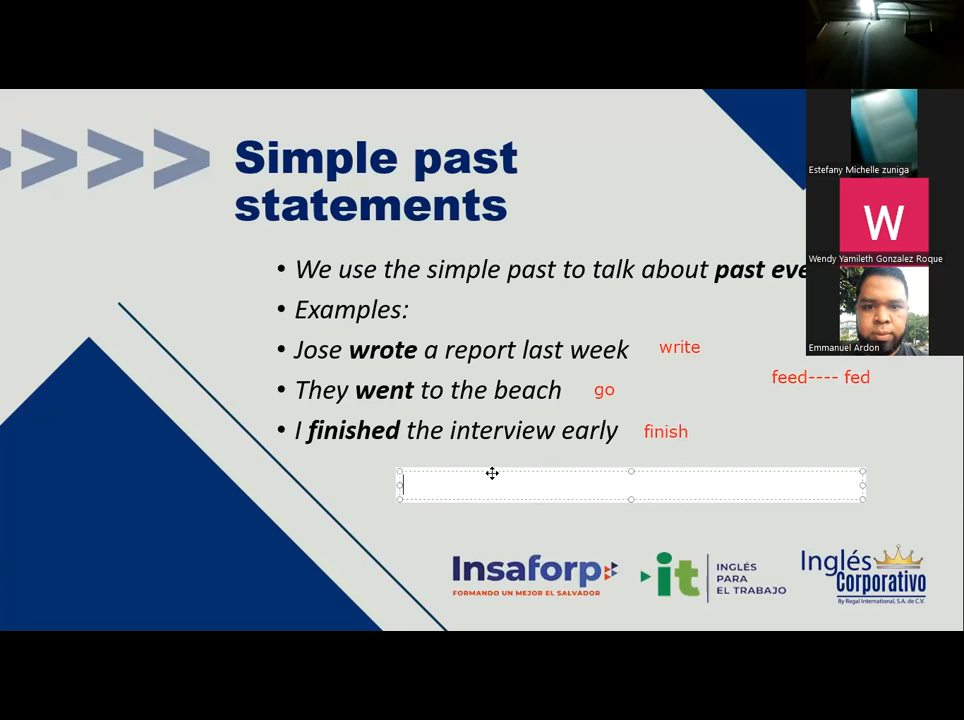 Simple past
statements
• We use the simple past to talk about past eve
• Examples:
• Jose wrote a report last week write
feed---- fed
• They went to the beach go
• I finished the interview early finish
Insaforp
FORMANDO UN MEJOR EL SALVADOR
it
INGLÉS
PARA
EL TRABAJO
Inglés
Corporativo
By Regal International, S.A. de C.V.
Estefany Michelle zuniga
W
Wendy Yamileth Gonzalez Roque
Emmanuel Ardon